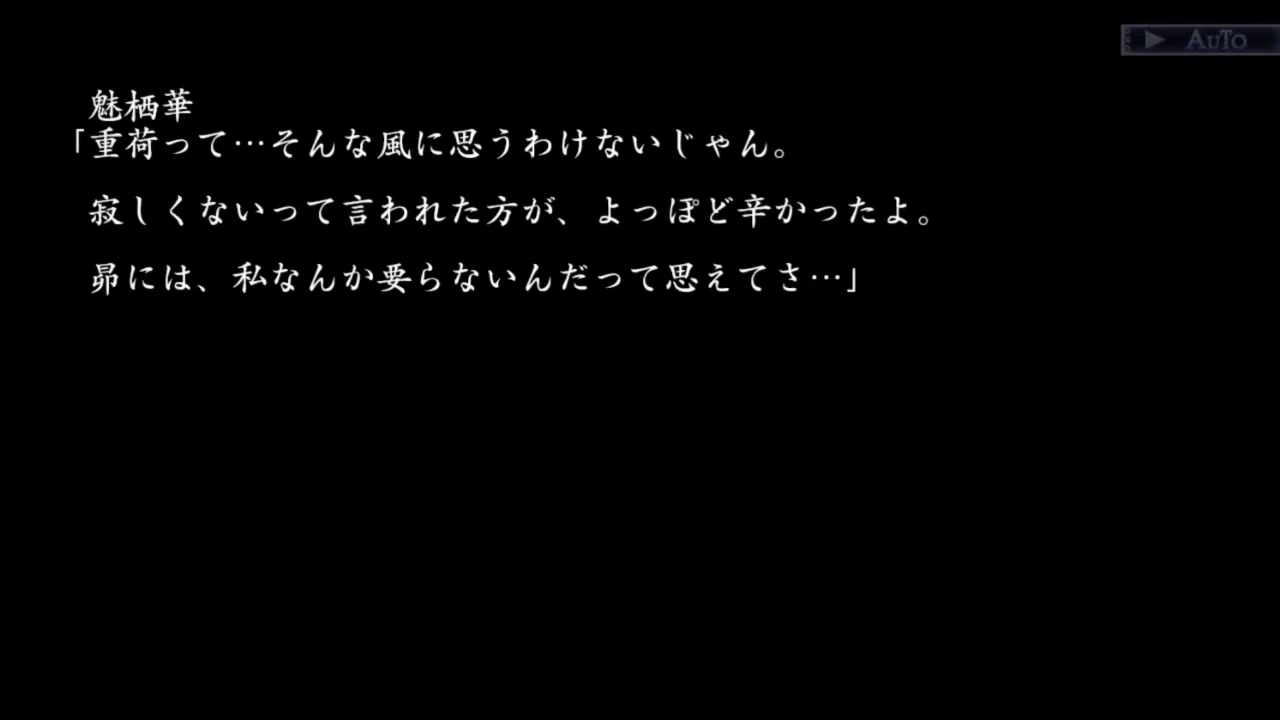 AUTO
魅栖華
「重荷って…そんな風に思うわけないじゃん。
寂しくないって言われた方が、よっぽど辛かったよ。
昴には、私なんか要らないんだって思えてさ…」